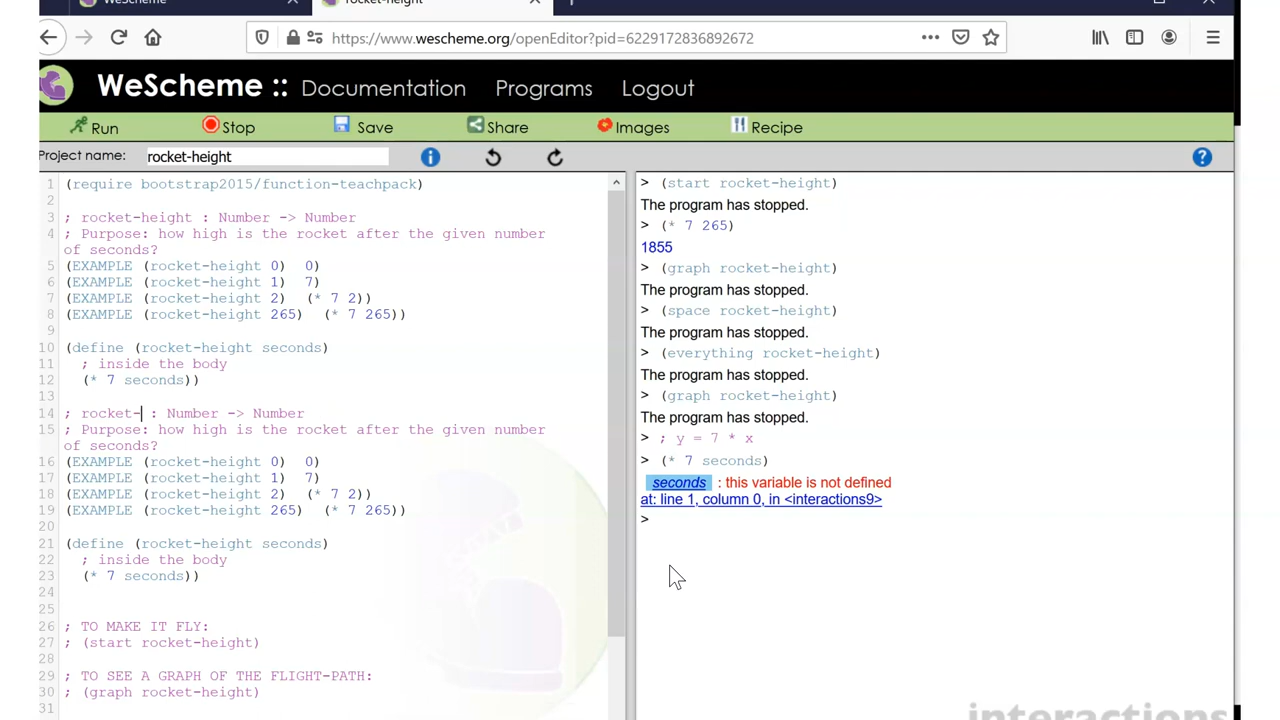 WeScheme
rocket-height
https://www.wescheme.org/openEditor?pid=6229172836892672
WeScheme :: Documentation Programs Logout
Run Stop Save Share Images Recipe
Project name: rocket-height
1 (require bootstrap2015/function-teachpack)
2
3 ; rocket-height : Number -> Number
4 ; Purpose: how high is the rocket after the given number
of seconds?
5 (EXAMPLE (rocket-height 0) 0)
6 (EXAMPLE (rocket-height 1) 7)
7 (EXAMPLE (rocket-height 2) (* 7 2))
8 (EXAMPLE (rocket-height 265) (* 7 265))
9
10 (define (rocket-height seconds)
11 ; inside the body
12 (* 7 seconds))
13
14 ; rocket- : Number -> Number
15 ; Purpose: how high is the rocket after the given number
of seconds?
16 (EXAMPLE (rocket-height 0) 0)
17 (EXAMPLE (rocket-height 1) 7)
18 (EXAMPLE (rocket-height 2) (* 7 2))
19 (EXAMPLE (rocket-height 265) (* 7 265))
20
21 (define (rocket-height seconds)
22 ; inside the body
23 (* 7 seconds))
24
25
26 ; TO MAKE IT FLY:
27 ; (start rocket-height)
28
29 ; TO SEE A GRAPH OF THE FLIGHT-PATH:
30 ; (graph rocket-height)
31
> (start rocket-height)
The program has stopped.
> (* 7 265)
1855
> (graph rocket-height)
The program has stopped.
> (space rocket-height)
The program has stopped.
> (everything rocket-height)
The program has stopped.
> (graph rocket-height)
The program has stopped.
> ; y = 7 * x
> (* 7 seconds)
seconds : this variable is not defined
at: line 1, column 0, in <interactions9>
>
interactions